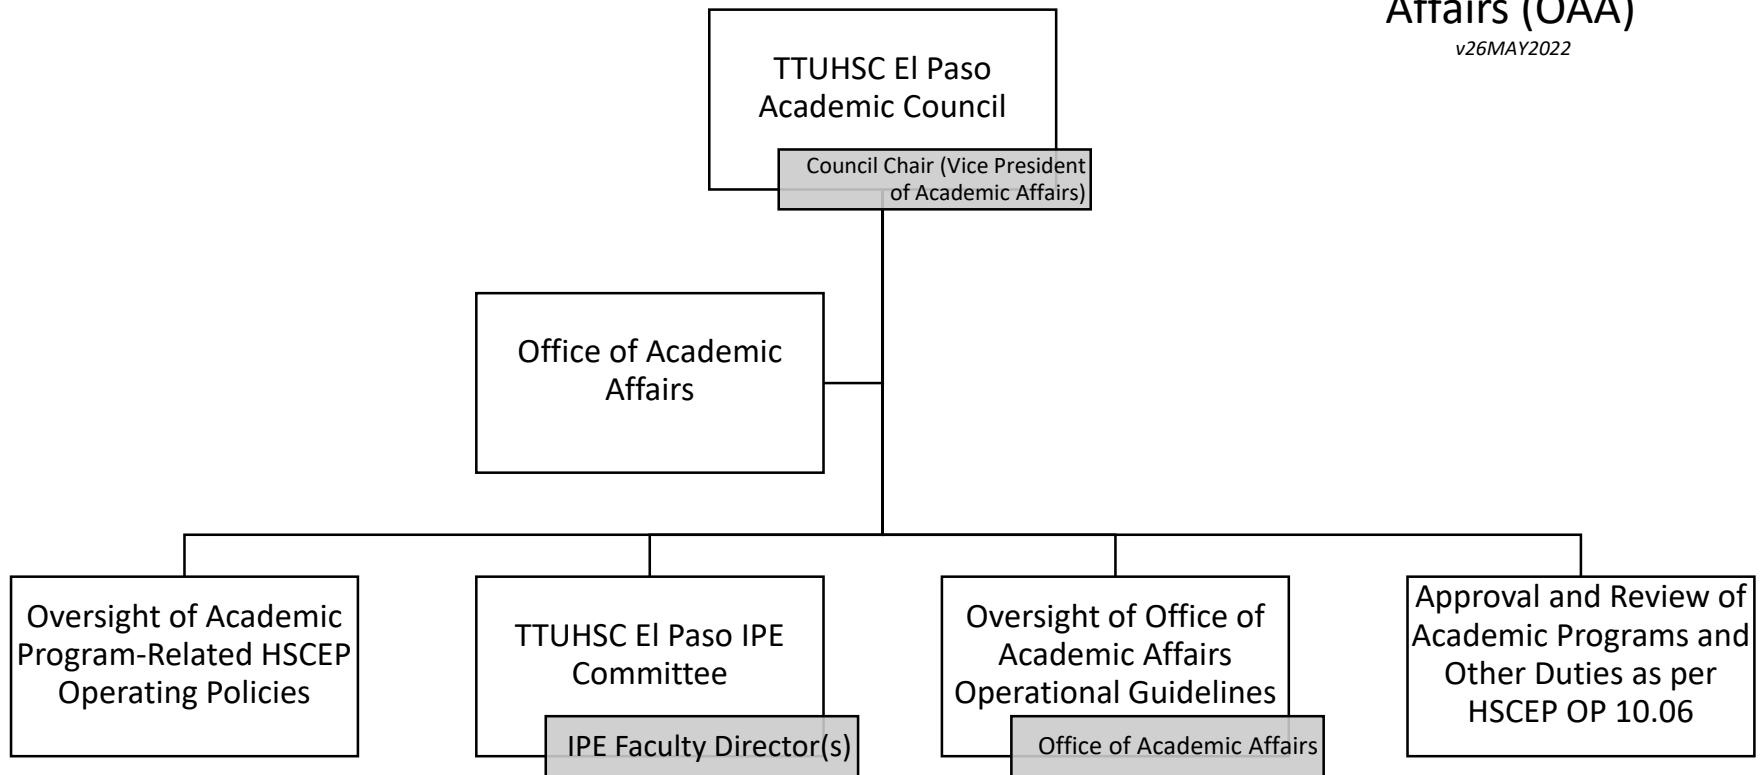 Affairs (OAA)
v26MAY2022
TTUHSC El Paso
Academic Council
Council Chair (Vice President
of Academic Affairs)
Office of Academic
Affairs
Oversight of Academic
Program-Related HSCEP
Operating Policies
TTUHSC El Paso IPE
Committee
IPE Faculty Director(s)
Oversight of Office of
Academic Affairs
Operational Guidelines
Office of Academic Affairs
Approval and Review of
Academic Programs and
Other Duties as per
HSCEP OP 10.06